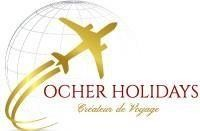 OCHER HOLIDAYS
Créateur de Voyage